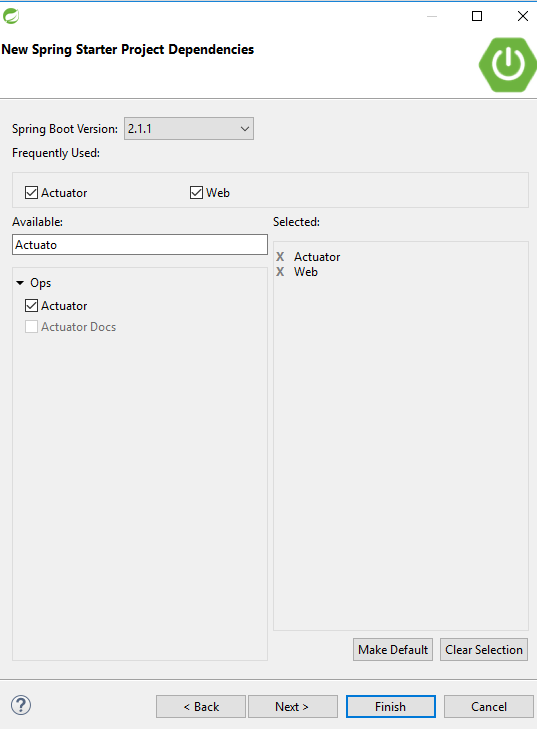 New Spring Starter Project Dependencies
Spring Boot Version: 2.1.1
Frequently Used:
Actuator Web
Available: Selected:
Actuato
X Actuator
X Web
Ops
Actuator
Actuator Docs
Make Default Clear Selection
? < Back Next > Finish Cancel